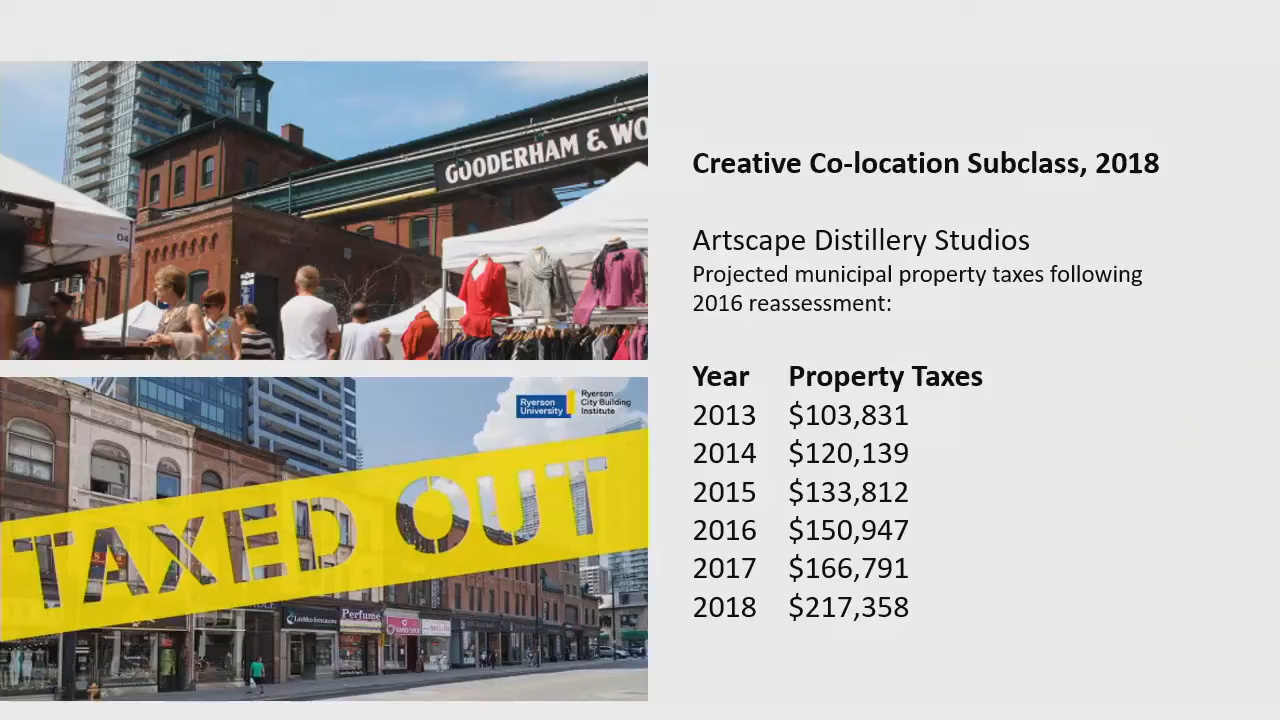 GOODERHAM & WO
04
Ryerson
University
Ryerson
City Building
Institute
TAXED OUT
Perfume
Creative Co-location Subclass, 2018
Artscape Distillery Studios
Projected municipal property taxes following
2016 reassessment:
Year Property Taxes
2013 $103,831
2014 $120,139
2015 $133,812
2016 $150,947
2017 $166,791
2018 $217,358